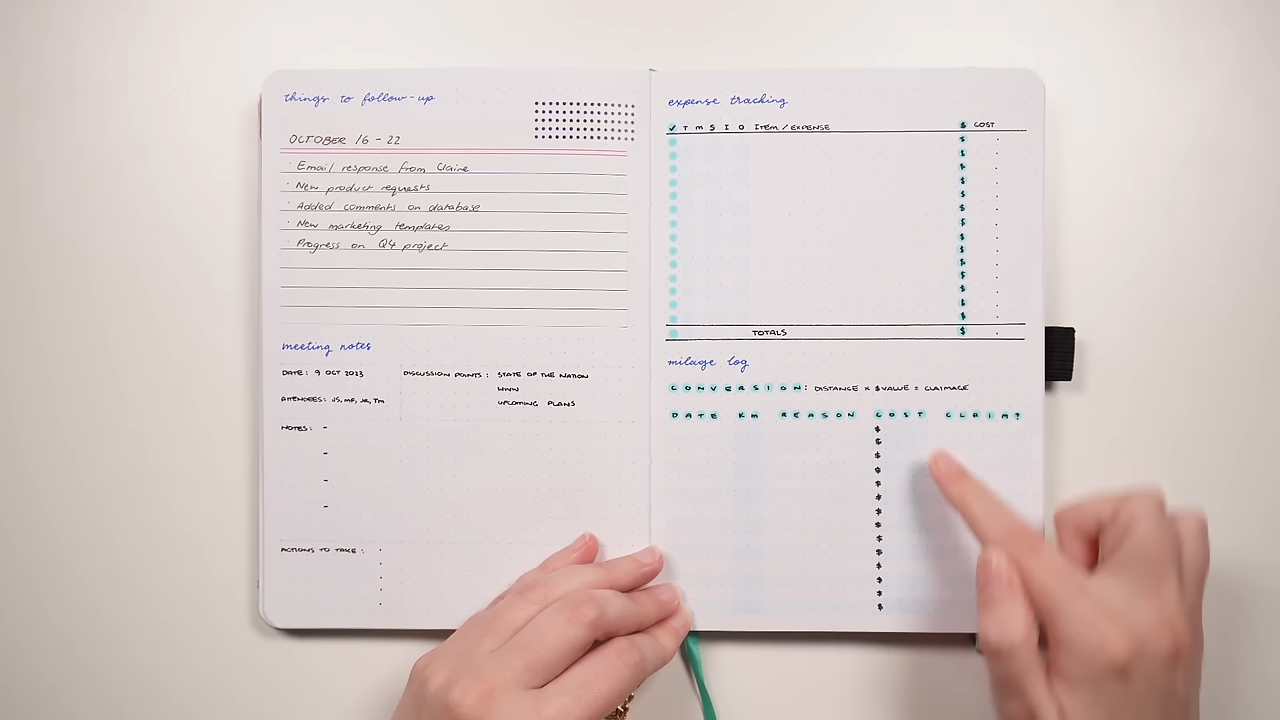 things to follow-up
OCTOBER 16 - 22
· Email response from Claire
· New product requests
· Added comments on database
· New marketing templates
· Progress on Q4 project
meeting notes
DATE: 9 OCT 2023
DISCUSSION POINTS: STATE OF THE NATION
WWW
ATTENDEES: JS, MF, JR, TM
UPCOMING PLANS
NOTES: -
-
-
-
ACTIONS TO TAKE:
expense tracking
✓ T M S I O ITEM / EXPENSE $ COST
$ .
$ .
$ .
$ .
$ .
$ .
$ .
$ .
$ .
$ .
$ .
$ .
$ .
$ .
TOTALS $ .
milage log
CONVERSION: DISTANCE x $VALUE = CLAIMAGE
DATE KM REASON COST CLAIM?
$
$
$
$
$
$
$
$
$
$
$
$
$
$